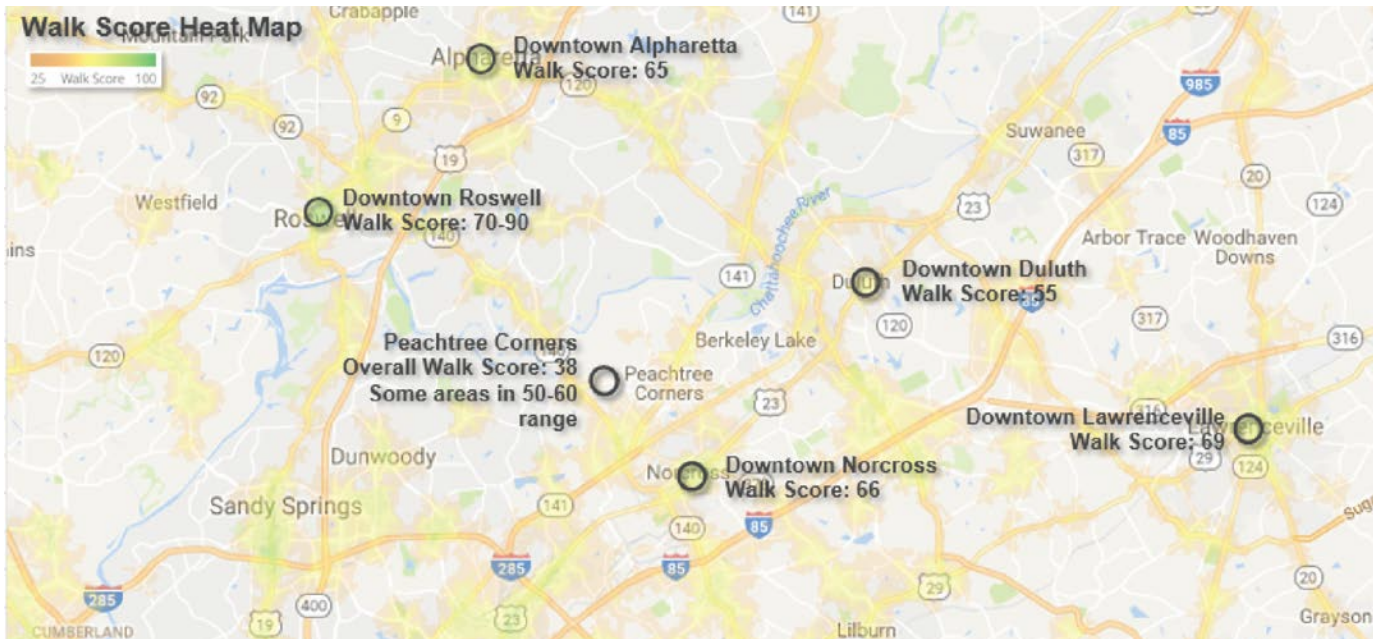 Walk Score Heat Map
Mountain Park
25 Walk Score 100
Crabapple
141
Alpharetta
Downtown Alpharetta
Walk Score: 65
120
92
92
9
19
985
85
Suwanee
317
20
Westfield
Roswell
Downtown Roswell
Walk Score: 70-90
140
23
124
Arbor Trace
Woodhaven
Downs
Chattahoochee River
141
Duluth
Downtown Duluth
Walk Score: 55
85
120
317
316
120
Peachtree Corners
Overall Walk Score: 38
Some areas in 50-60
range
140
Berkeley Lake
Peachtree
Corners
23
316
Downtown Lawrenceville
Walk Score: 69
Lawrenceville
29
124
Dunwoody
Sandy Springs
Norcross
Downtown Norcross
Walk Score: 66
141
140
85
285
85
285
400
19
23
CUMBERLAND
29
Lilburn
20
Grayson